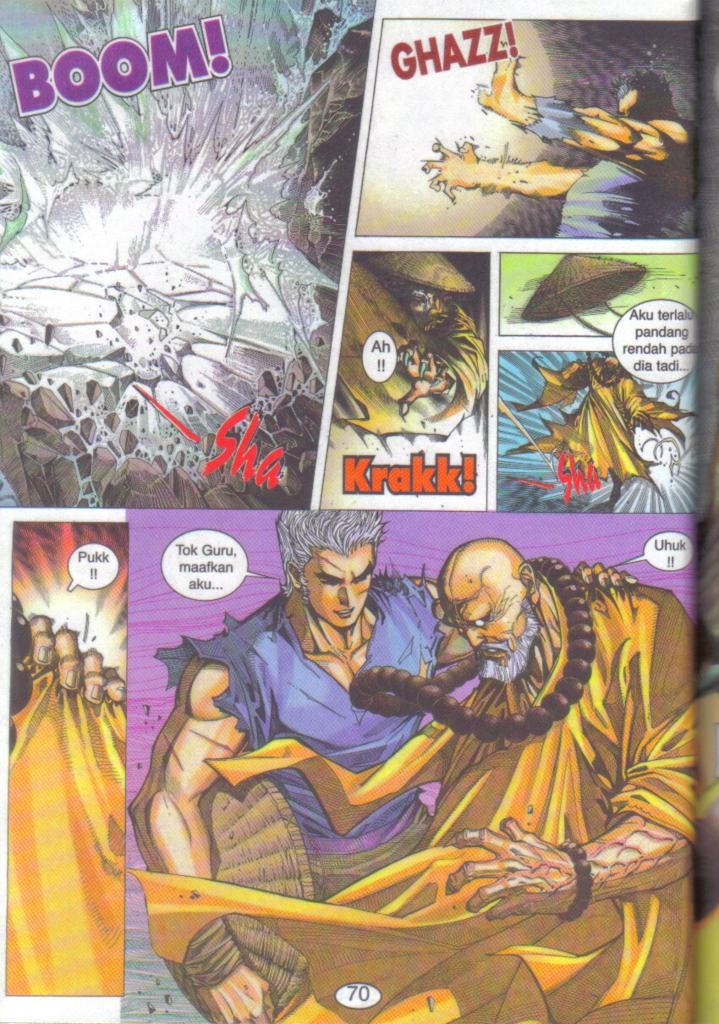 BOOM!
GHAZZ!
Sha
Ah
!!
Krakk!
Aku terlalu
pandang
rendah pada
dia tadi...
Sha
Pukk
!!
Tok Guru,
maafkan
aku...
Uhuk
!!
70